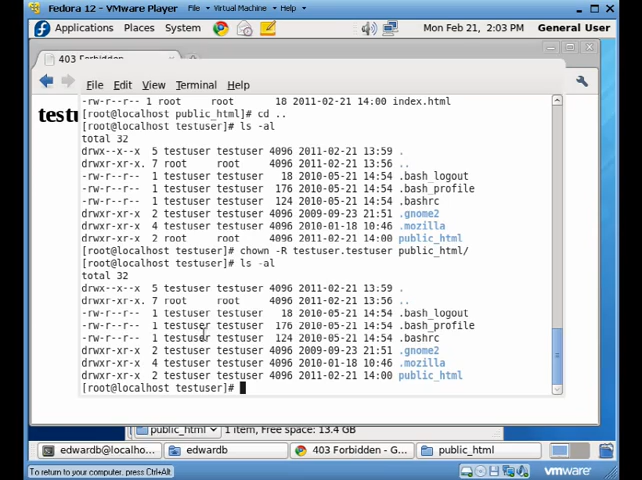 Fedora 12 - VMware Player File Virtual Machine Help
Applications Places System Mon Feb 21, 2:03 PM General User
403 Forbidden
File Edit View Terminal Help
testu
-rw-r--r-- 1 root root 18 2011-02-21 14:00 index.html
[root@localhost public_html]# cd ..
[root@localhost testuser]# ls -al
total 32
drwx--x--x 5 testuser testuser 4096 2011-02-21 13:59 .
drwxr-xr-x. 7 root root 4096 2011-02-21 13:56 ..
-rw-r--r-- 1 testuser testuser 18 2010-05-21 14:54 .bash_logout
-rw-r--r-- 1 testuser testuser 176 2010-05-21 14:54 .bash_profile
-rw-r--r-- 1 testuser testuser 124 2010-05-21 14:54 .bashrc
drwxr-xr-x 2 testuser testuser 4096 2009-09-23 21:51 .gnome2
drwxr-xr-x 4 testuser testuser 4096 2010-01-18 10:46 .mozilla
drwxr-xr-x 2 root root 4096 2011-02-21 14:00 public_html
[root@localhost testuser]# chown -R testuser.testuser public_html/
[root@localhost testuser]# ls -al
total 32
drwx--x--x 5 testuser testuser 4096 2011-02-21 13:59 .
drwxr-xr-x. 7 root root 4096 2011-02-21 13:56 ..
-rw-r--r-- 1 testuser testuser 18 2010-05-21 14:54 .bash_logout
-rw-r--r-- 1 testuser testuser 176 2010-05-21 14:54 .bash_profile
-rw-r--r-- 1 testuser testuser 124 2010-05-21 14:54 .bashrc
drwxr-xr-x 2 testuser testuser 4096 2009-09-23 21:51 .gnome2
drwxr-xr-x 4 testuser testuser 4096 2010-01-18 10:46 .mozilla
drwxr-xr-x 2 testuser testuser 4096 2011-02-21 14:00 public_html
[root@localhost testuser]#
public_html 1 item, Free space: 13.4 GB
edwardb@localho... edwardb 403 Forbidden - G... public_html
To return to your computer, press Ctrl+Alt. vmware